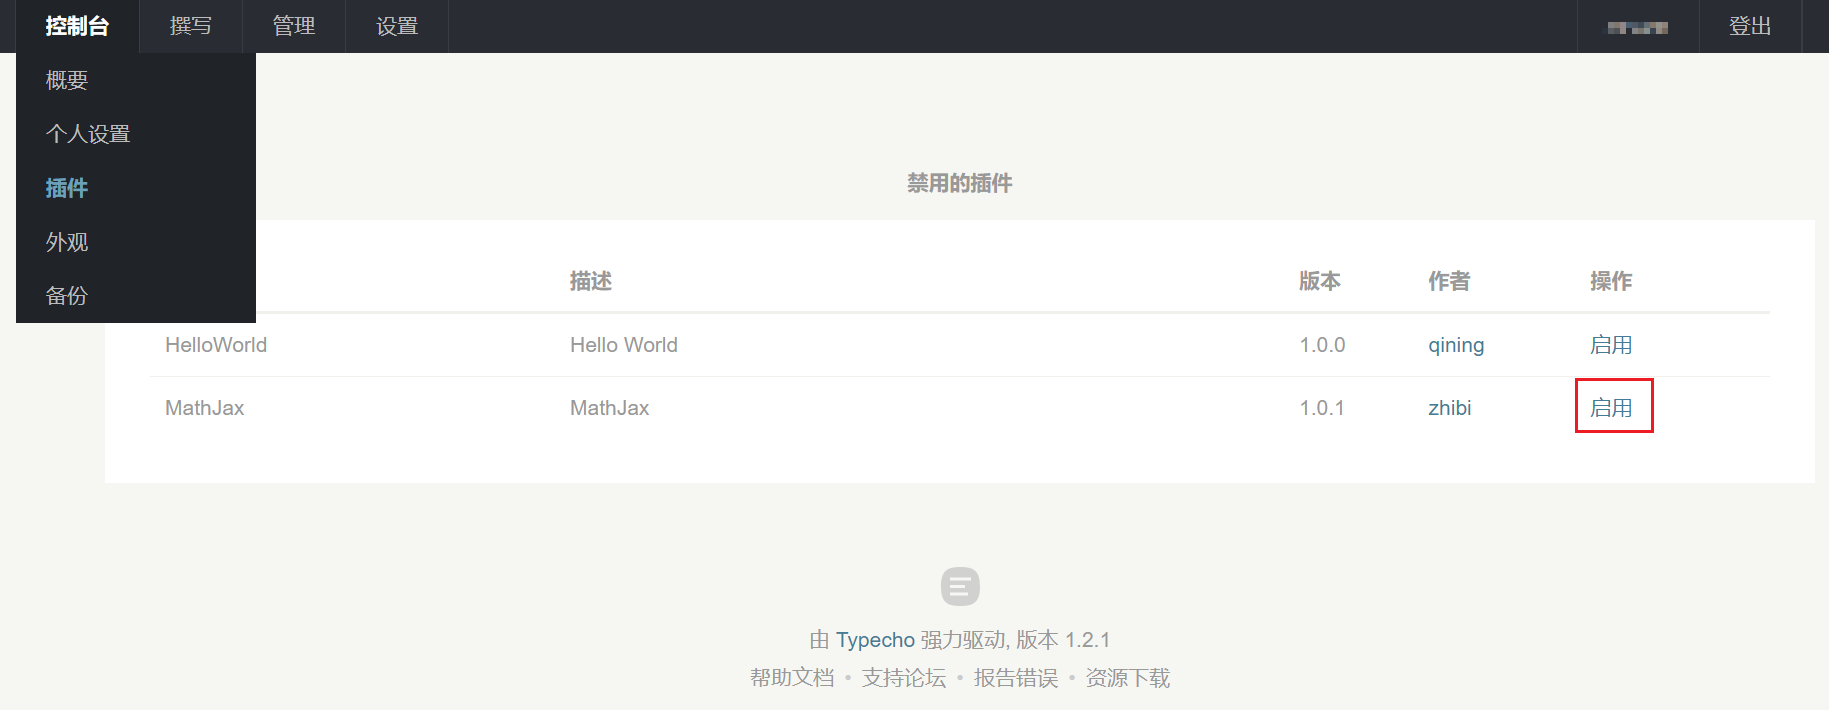 控制台 撰写 管理 设置 登出
概要
个人设置
插件
外观
备份
禁用的插件
描述 版本 作者 操作
HelloWorld Hello World 1.0.0 qining 启用
MathJax MathJax 1.0.1 zhibi 启用
由 Typecho 强力驱动, 版本 1.2.1
帮助文档 • 支持论坛 • 报告错误 • 资源下载